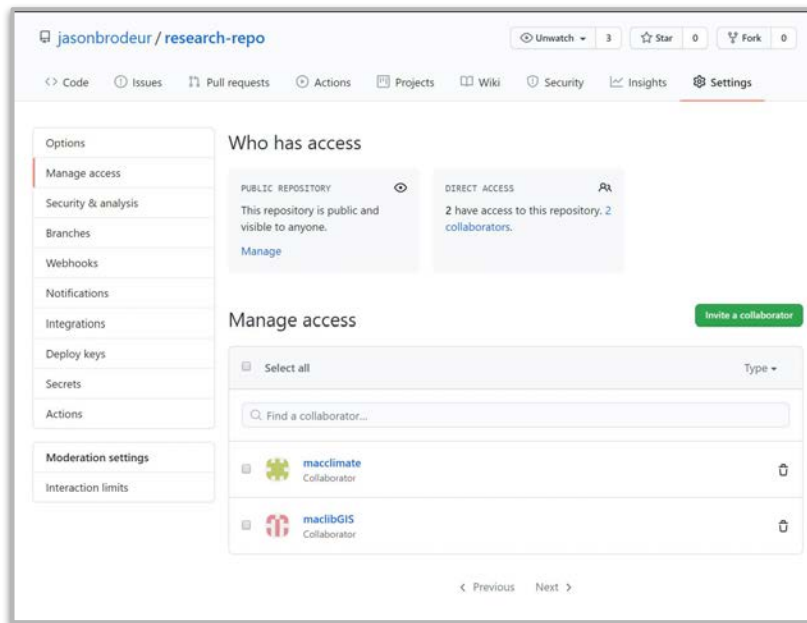 jasonbrodeur / research-repo
Unwatch 3 Star 0 Fork 0
Code Issues Pull requests Actions Projects Wiki Security Insights Settings
Options
Manage access
Security & analysis
Branches
Webhooks
Notifications
Integrations
Deploy keys
Secrets
Actions
Moderation settings
Interaction limits
Who has access
PUBLIC REPOSITORY
This repository is public and
visible to anyone.
Manage
DIRECT ACCESS
2 have access to this repository. 2
collaborators.
Manage access
Invite a collaborator
Select all Type
Find a collaborator...
macclimate
Collaborator
maclibGIS
Collaborator
Previous Next